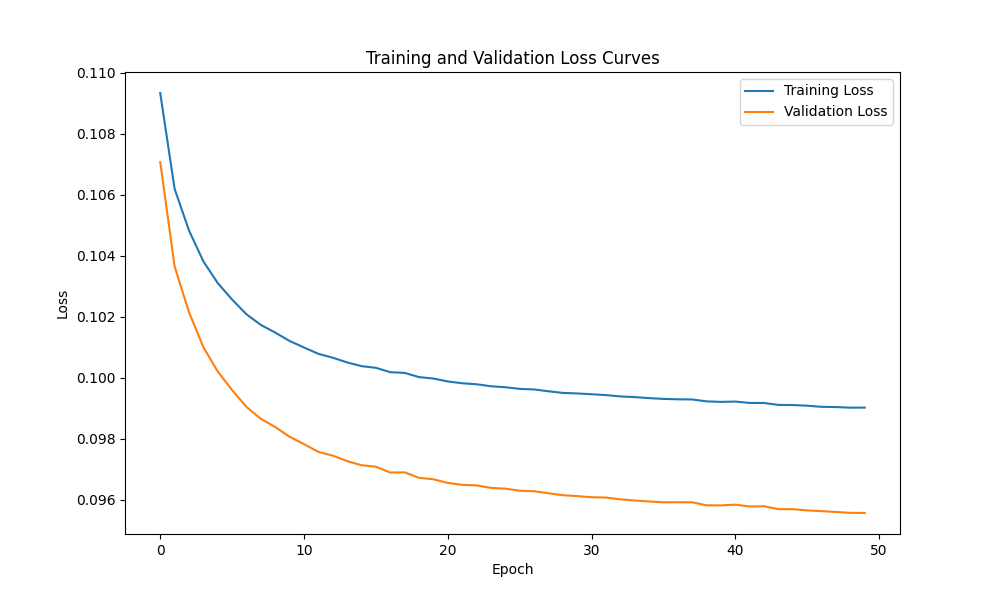 Training and Validation Loss Curves
Training Loss
Validation Loss
0.110
0.108
0.106
0.104
0.102
0.100
0.098
0.096
Loss
0 10 20 30 40 50
Epoch